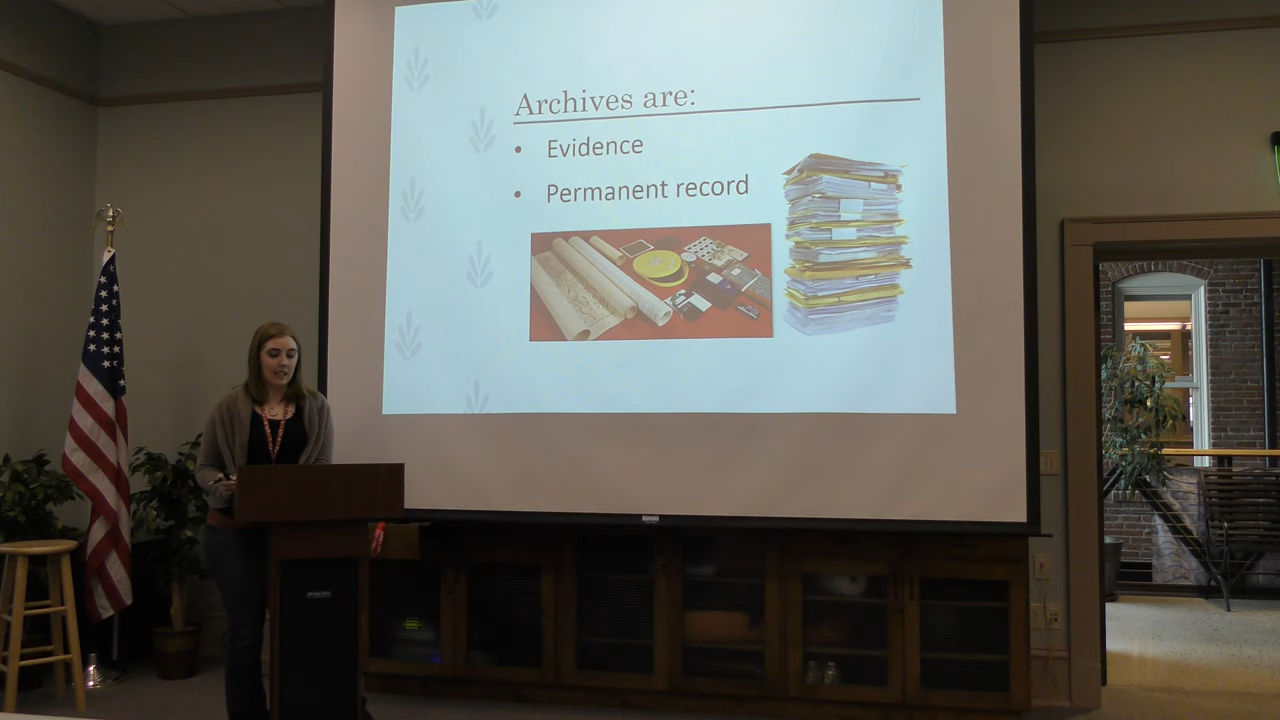 Archives are:
• Evidence
• Permanent record